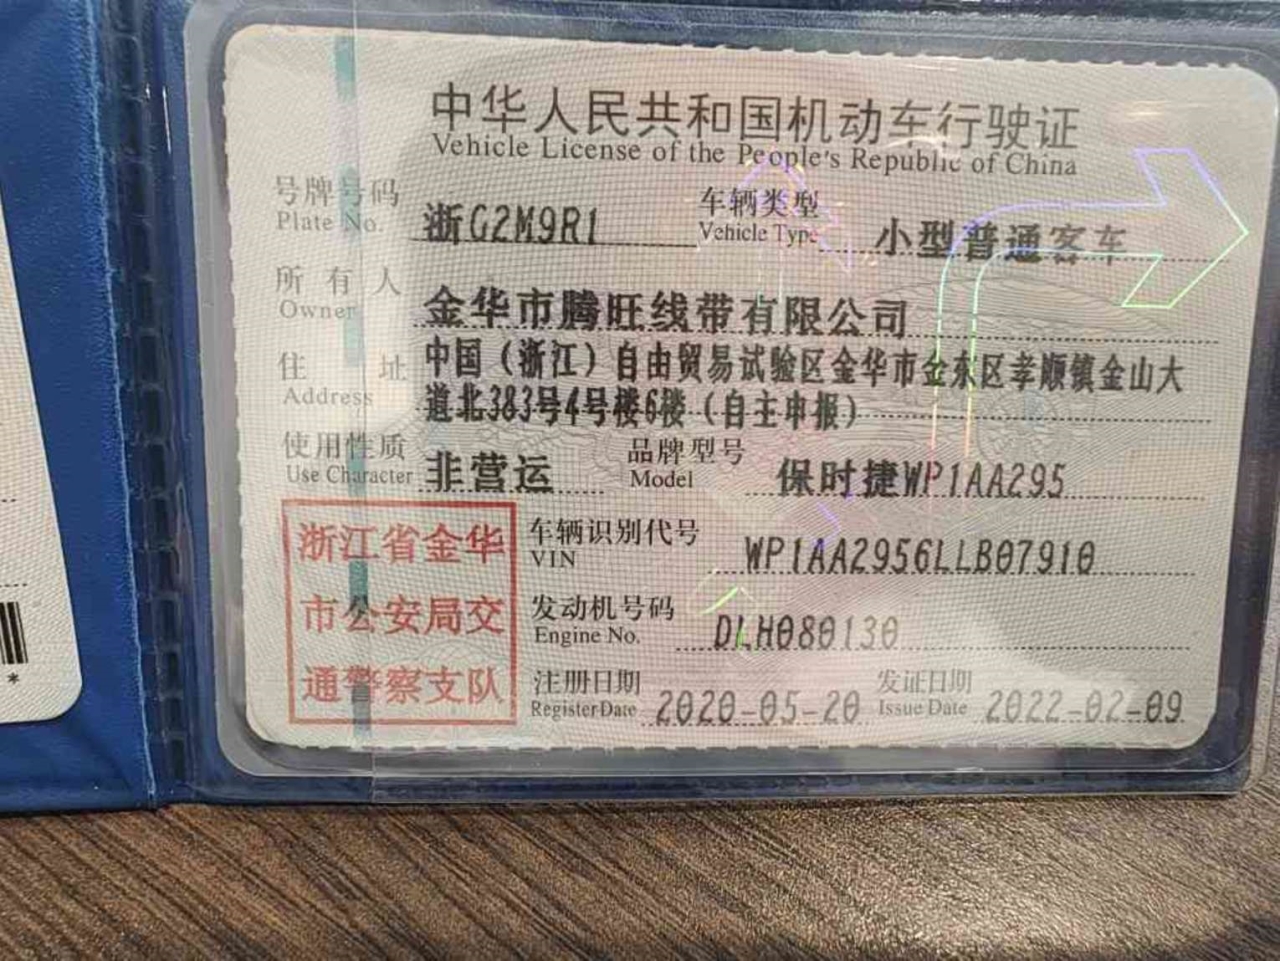 中华人民共和国机动车行驶证
Vehicle License of the People's Republic of China
号牌号码 浙G2M9R1 车辆类型 小型普通客车
Plate No. Vehicle Type
所有人 金华市腾旺线带有限公司
Owner
住址 中国（浙江）自由贸易试验区金华市金东区孝顺镇金山大
Address 道北383号4号楼6楼（自主申报）
使用性质 非营运 品牌型号 保时捷WP1AA295
Use Character Model
浙江省金华
市公安局交
通警察支队
车辆识别代号 WP1AA2956LLB07910
VIN
发动机号码 DLH080130
Engine No.
注册日期 2020-05-20 发证日期 2022-02-09
Register Date Issue Date
*